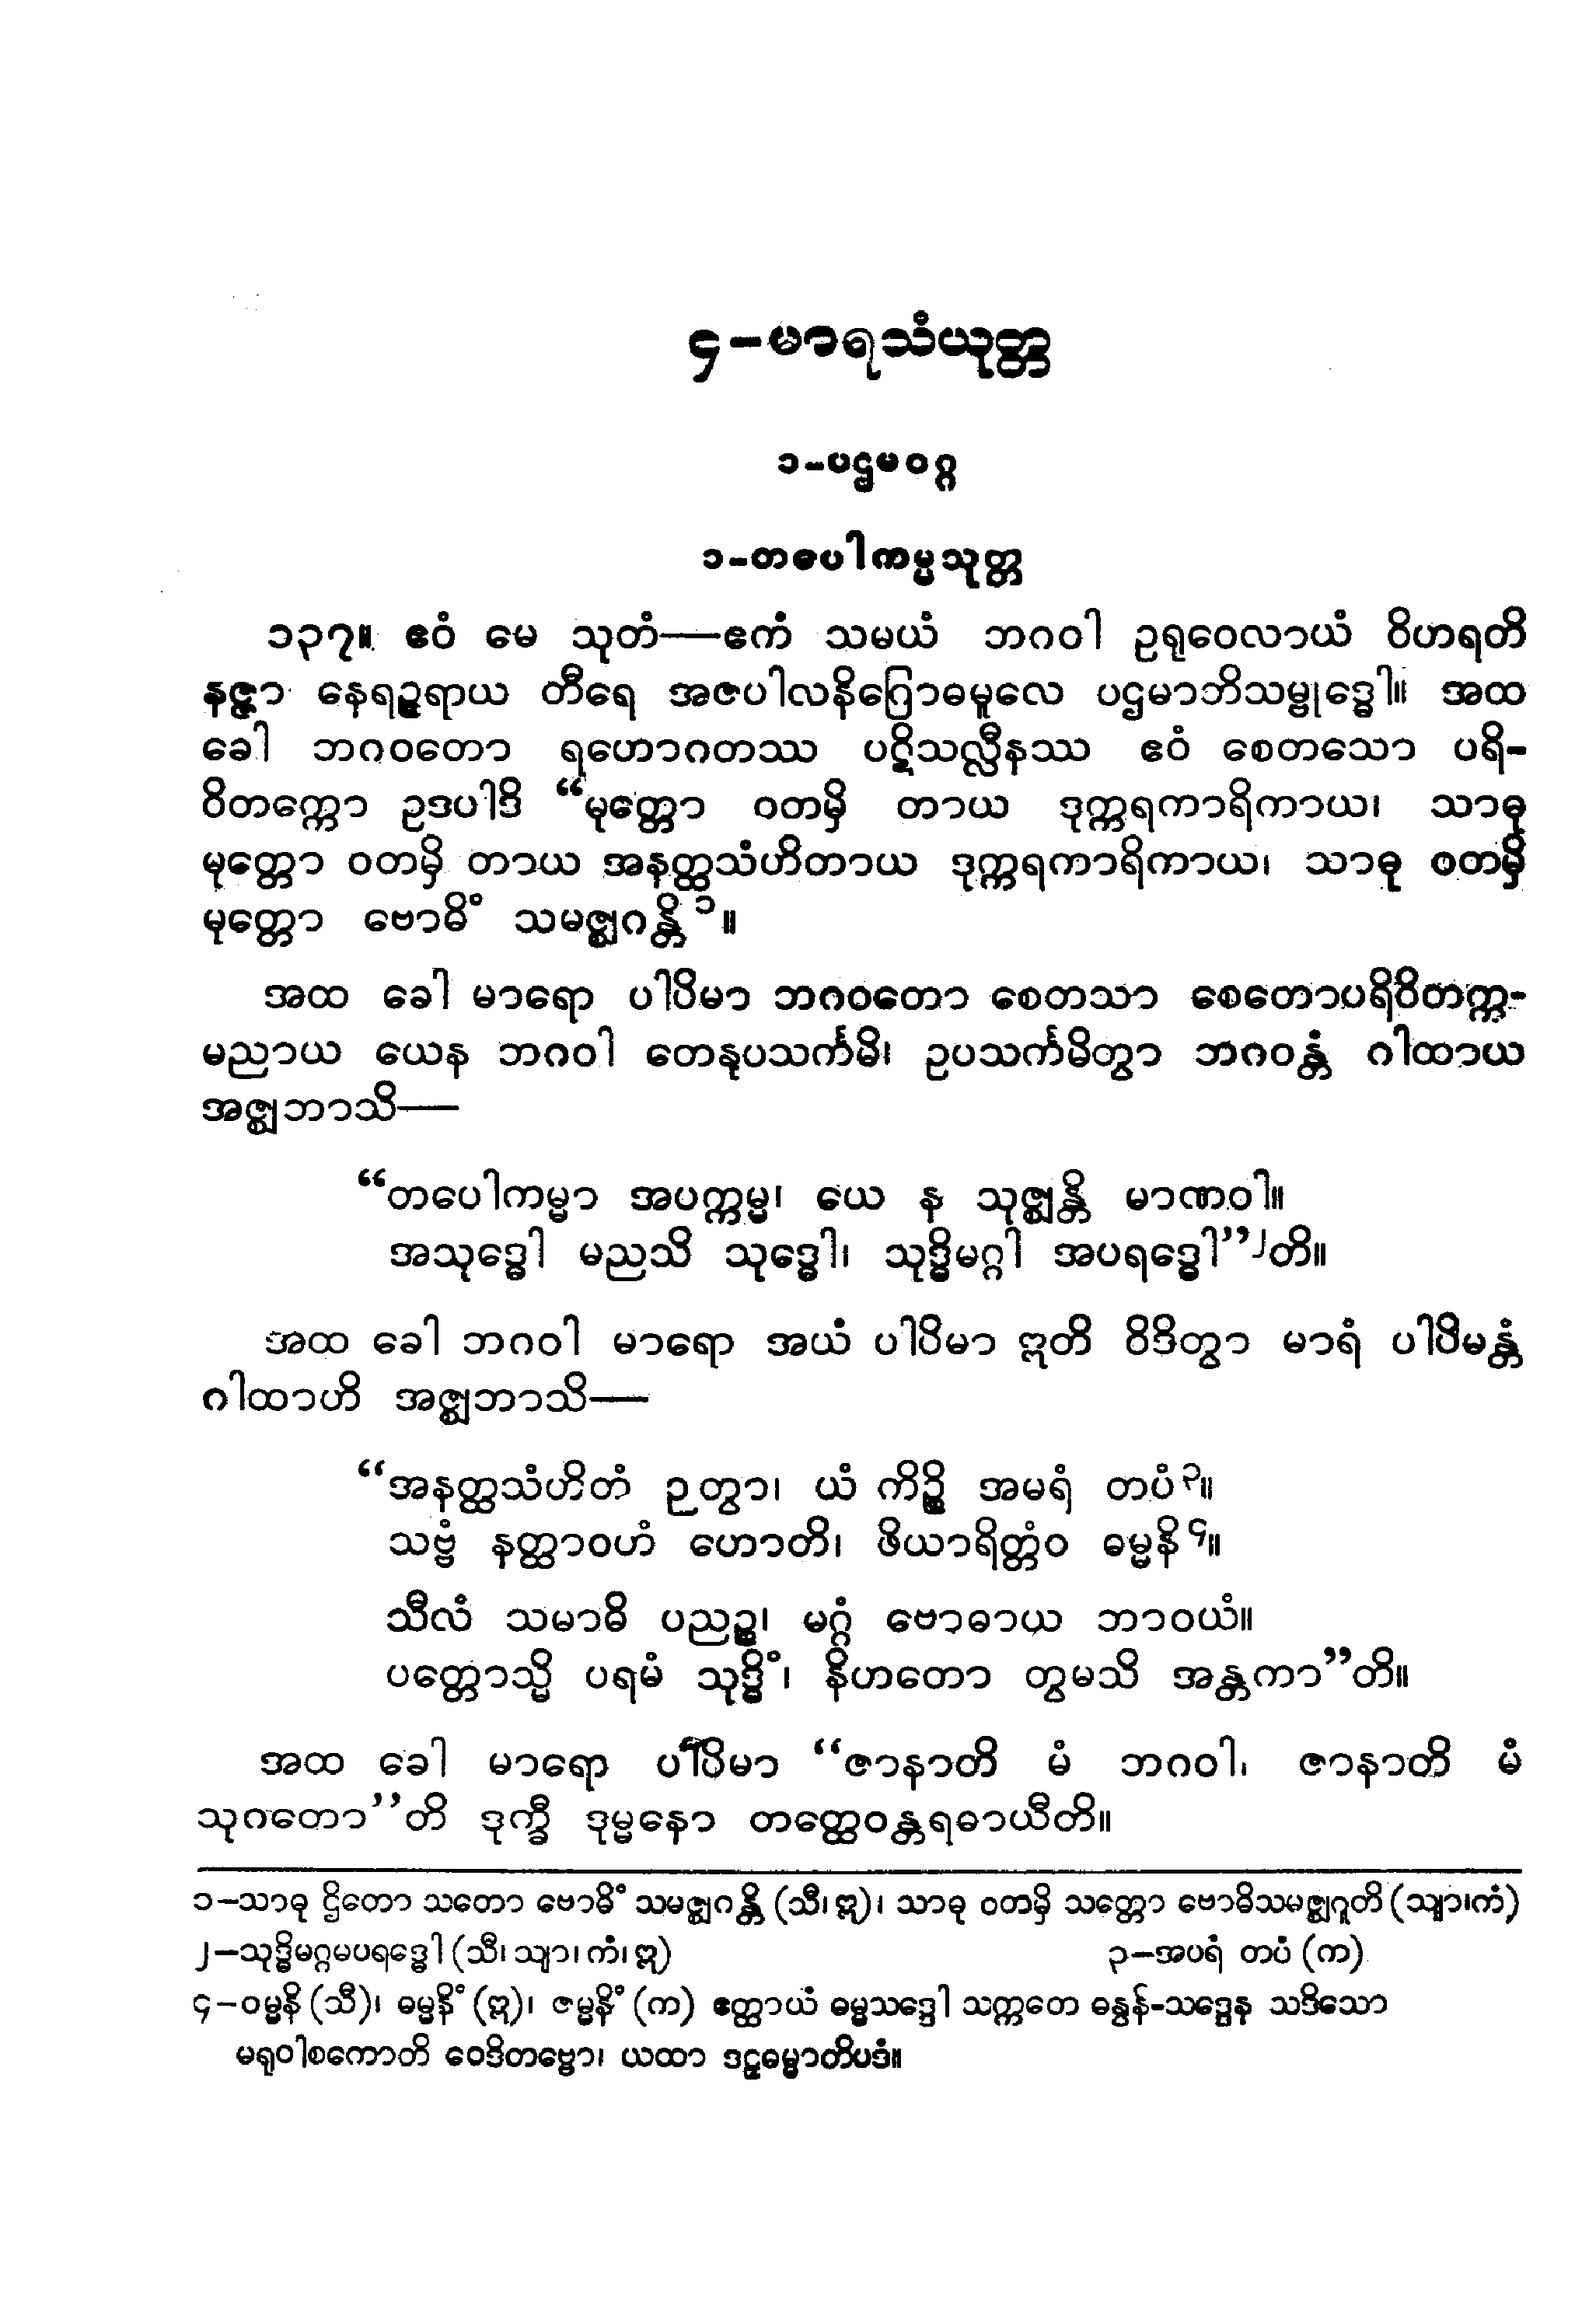 ၄-မာရသံယုတ္တ
၁-ပဌမဝဂ္ဂ
၁-တပေါကမ္မသုတ္တ
၁၃၇။ ဧဝံ မေ သုတံ—ဧကံ သမယံ ဘဂဝါ ဥရုဝေလာယံ ဝိဟရတိ
နဇ္ဇာ နေရဉ္ဇရာယ တီရေ အဇပါလနိဂြောဓမူလေ ပဌမာဘိသမ္ဗုဒ္ဓေါ။ အထ
ခေါ ဘဂဝတော ရဟောဂတဿ ပဋိသလ္လီနဿ ဧဝံ စေတသော ပရိ-
ဝိတက္ကော ဥဒပါဒိ “မုတ္တော ဝတမှိ တာယ ဒုက္ကရကာရိကာယ၊ သာဓု
မုတ္တော ဝတမှိ တာယ အနတ္ထသံဟိတာယ ဒုက္ကရကာရိကာယ၊ သာဓု ဝတမှိ
မုတ္တော ဗောဓိံ သမဇ္ဈဂန္တိ ၁။
အထ ခေါ မာရော ပါပိမာ ဘဂဝတော စေတသာ စေတောပရိဝိတက္က-
မညာယ ယေန ဘဂဝါ တေနုပသင်္ကမိ၊ ဥပသင်္ကမိတွာ ဘဂဝန္တံ ဂါထာယ
အဇ္ဈဘာသိ—
“တပေါကမ္မာ အပက္ကမ္မ၊ ယေ န သုဇ္ဈန္တိ မာဏဝါ။
အသုဒ္ဓေါ မညသိ သုဒ္ဓေါ၊ သုဒ္ဓိမဂ္ဂါ အပရဒ္ဓေါ”၂တိ။
အထ ခေါ ဘဂဝါ မာရော အယံ ပါပိမာ ဣတိ ဝိဒိတွာ မာရံ ပါပိမန္တံ
ဂါထာဟိ အဇ္ဈဘာသိ—
“အနတ္ထသံဟိတံ ဉတွာ၊ ယံ ကိဉ္စိ အမရံ တပံ ၃။
သဗ္ဗံ နတ္ထာဝဟံ ဟောတိ၊ ဖိယာရိတ္တံဝ ဓမ္မနိ ၄။
သီလံ သမာဓိ ပညဉ္စ၊ မဂ္ဂံ ဗောဓာယ ဘာဝယံ။
ပတ္တောသ္မိ ပရမံ သုဒ္ဓိံ၊ နိဟတော တွမသိ အန္တကာ”တိ။
အထ ခေါ မာရော ပါပိမာ “ဇာနာတိ မံ ဘဂဝါ၊ ဇာနာတိ မံ
သုဂတော”တိ ဒုက္ခီ ဒုမ္မနော တတ္ထေဝန္တရဓာယီတိ။
၁-သာဓု ဌိတော သတော ဗောဓိံ သမဇ္ဈဂန္တိ (သီ၊ ဣ)၊ သာဓု ဝတမှိ သတ္တော ဗောဓိသမဇ္ဈဂူတိ (သျာ၊ကံ)
၂-သုဒ္ဓိမဂ္ဂမပရဒ္ဓေါ (သီ၊ သျာ၊ ကံ၊ ဣ) ၃-အပရံ တပံ (က)
၄-ဝမ္မနိ (သီ)၊ ဓမ္မနိံ (ဣ)၊ ဇမ္မနိံ (က) ဧတ္ထာယံ ဓမ္မသဒ္ဒေါ သက္ကတေ ဓနွန်-သဒ္ဒေန သဒိသော
မရုဝါစကောတိ ဝေဒိတဗ္ဗော၊ ယထာ ဒဠှဓမ္မာတိပဒံ။